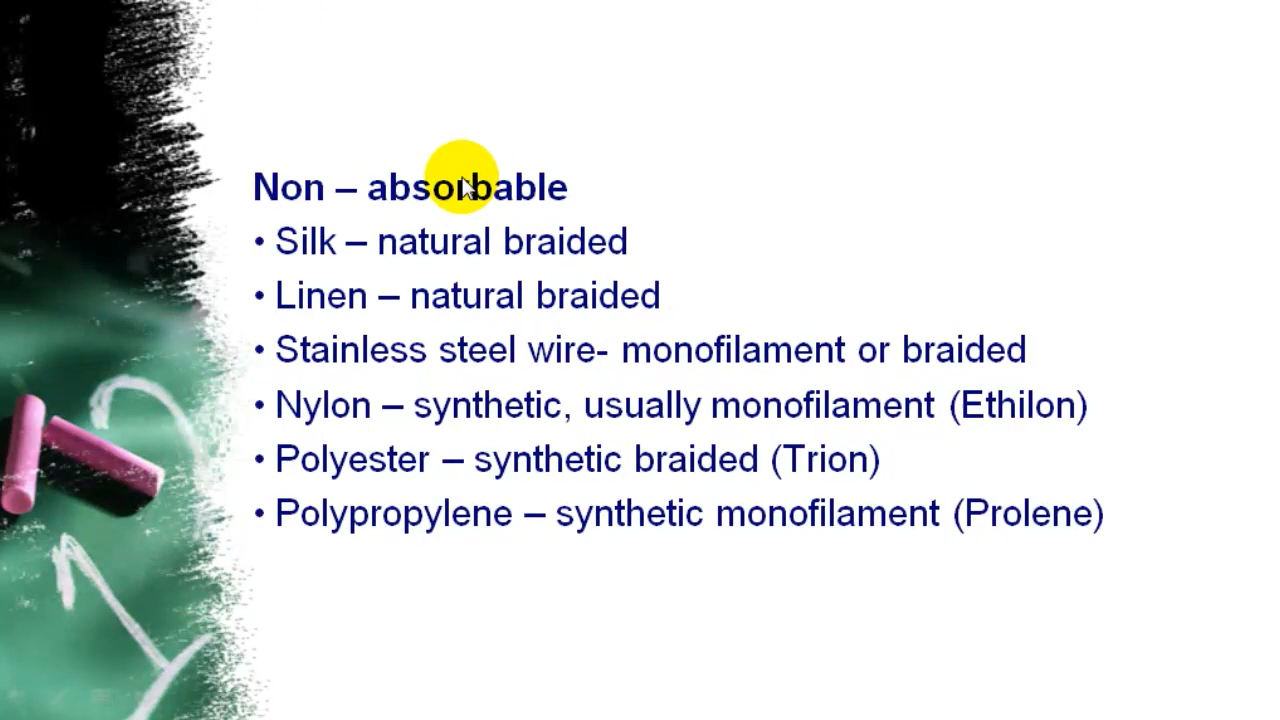 Non – absorbable
• Silk – natural braided
• Linen – natural braided
• Stainless steel wire- monofilament or braided
• Nylon – synthetic, usually monofilament (Ethilon)
• Polyester – synthetic braided (Trion)
• Polypropylene – synthetic monofilament (Prolene)